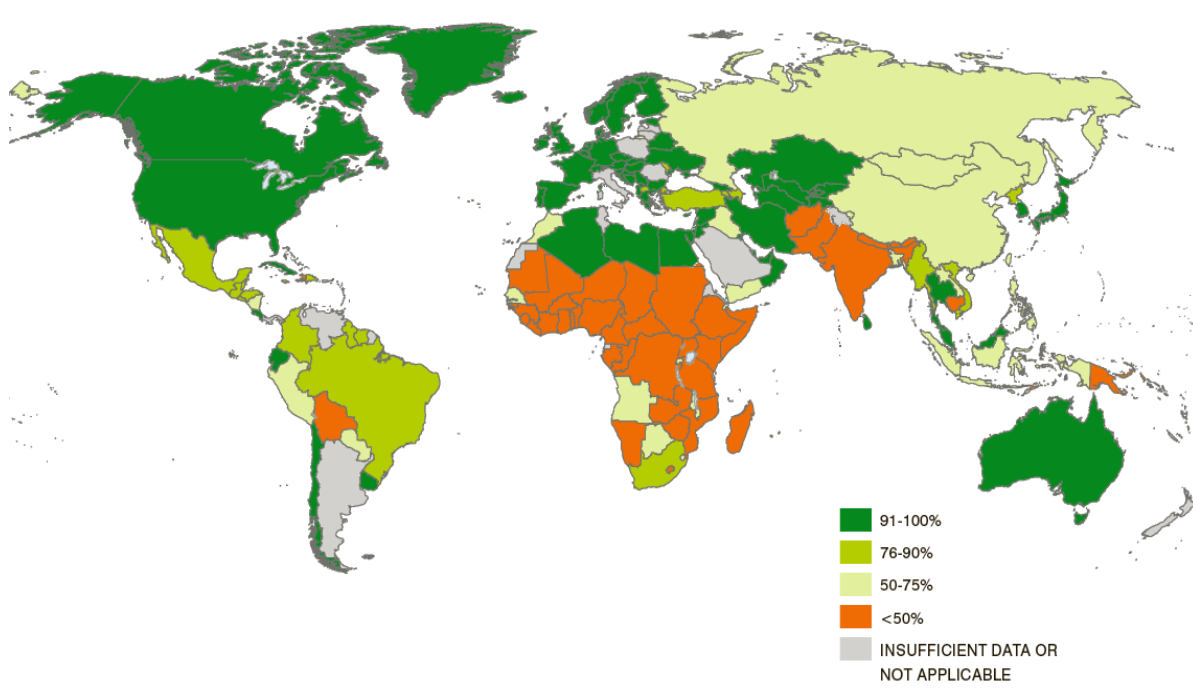 91-100%
76-90%
50-75%
<50%
INSUFFICIENT DATA OR
NOT APPLICABLE